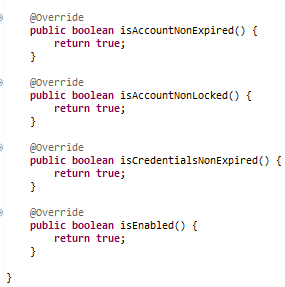 @Override
public boolean isAccountNonExpired() {
return true;
}
@Override
public boolean isAccountNonLocked() {
return true;
}
@Override
public boolean isCredentialsNonExpired() {
return true;
}
@Override
public boolean isEnabled() {
return true;
}
}